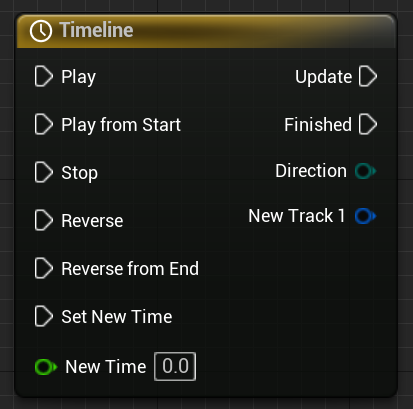 Timeline
Play
Update
Play from Start
Finished
Stop
Direction
Reverse
New Track 1
Reverse from End
Set New Time
New Time 0.0